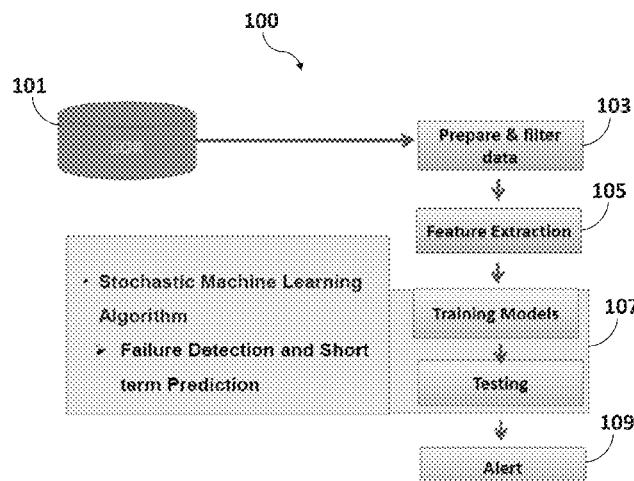 100
101
103
Prepare & filter
data
105
Feature Extraction
• Stochastic Machine Learning
Algorithm
➢ Failure Detection and Short
term Prediction
107
Training Models
Testing
109
Alert